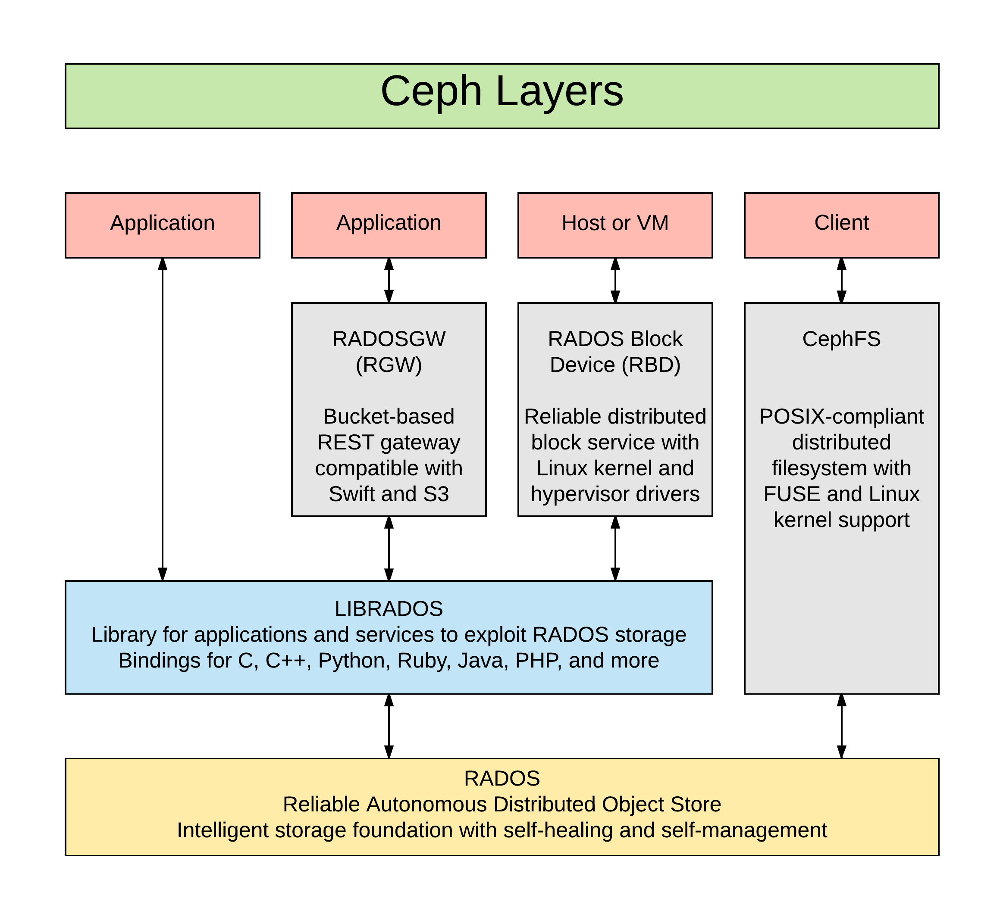 Ceph Layers
Application
Application
Host or VM
Client
RADOSGW
(RGW)
Bucket-based
REST gateway
compatible with
Swift and S3
RADOS Block
Device (RBD)
Reliable distributed
block service with
Linux kernel and
hypervisor drivers
CephFS
POSIX-compliant
distributed
filesystem with
FUSE and Linux
kernel support
LIBRADOS
Library for applications and services to exploit RADOS storage
Bindings for C, C++, Python, Ruby, Java, PHP, and more
RADOS
Reliable Autonomous Distributed Object Store
Intelligent storage foundation with self-healing and self-management